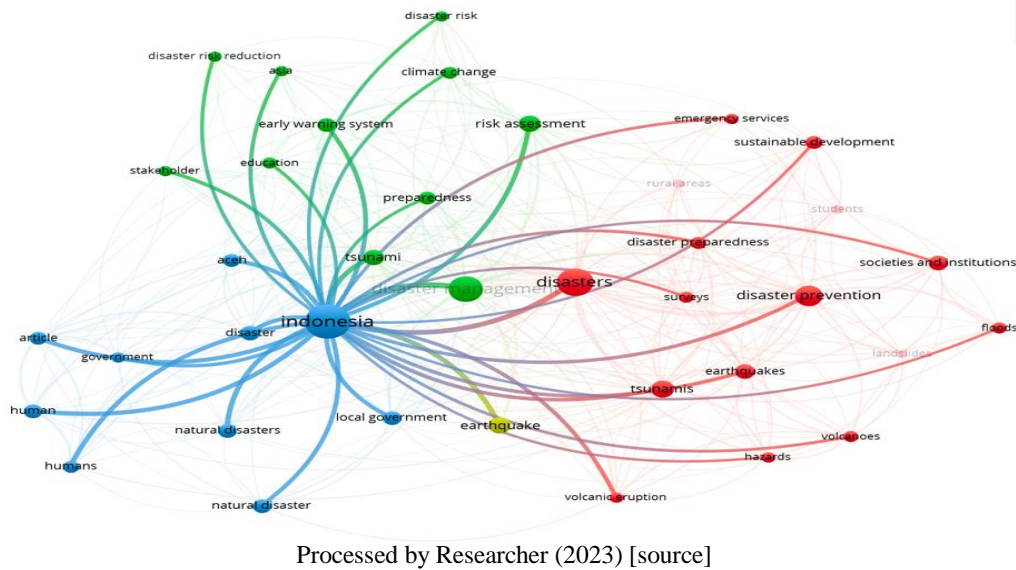 disaster risk
disaster risk reduction
asia
climate change
early warning system
risk assessment
emergency services
sustainable development
education
stakeholder
rural areas
preparedness
students
disaster preparedness
aceh
tsunami
societies and institutions
disasters
disaster management
surveys
disaster prevention
indonesia
disaster
floods
article
government
landslides
earthquakes
tsunamis
human
local government
natural disasters
earthquake
volcanoes
hazards
humans
volcanic eruption
natural disaster
Processed by Researcher (2023) [source]